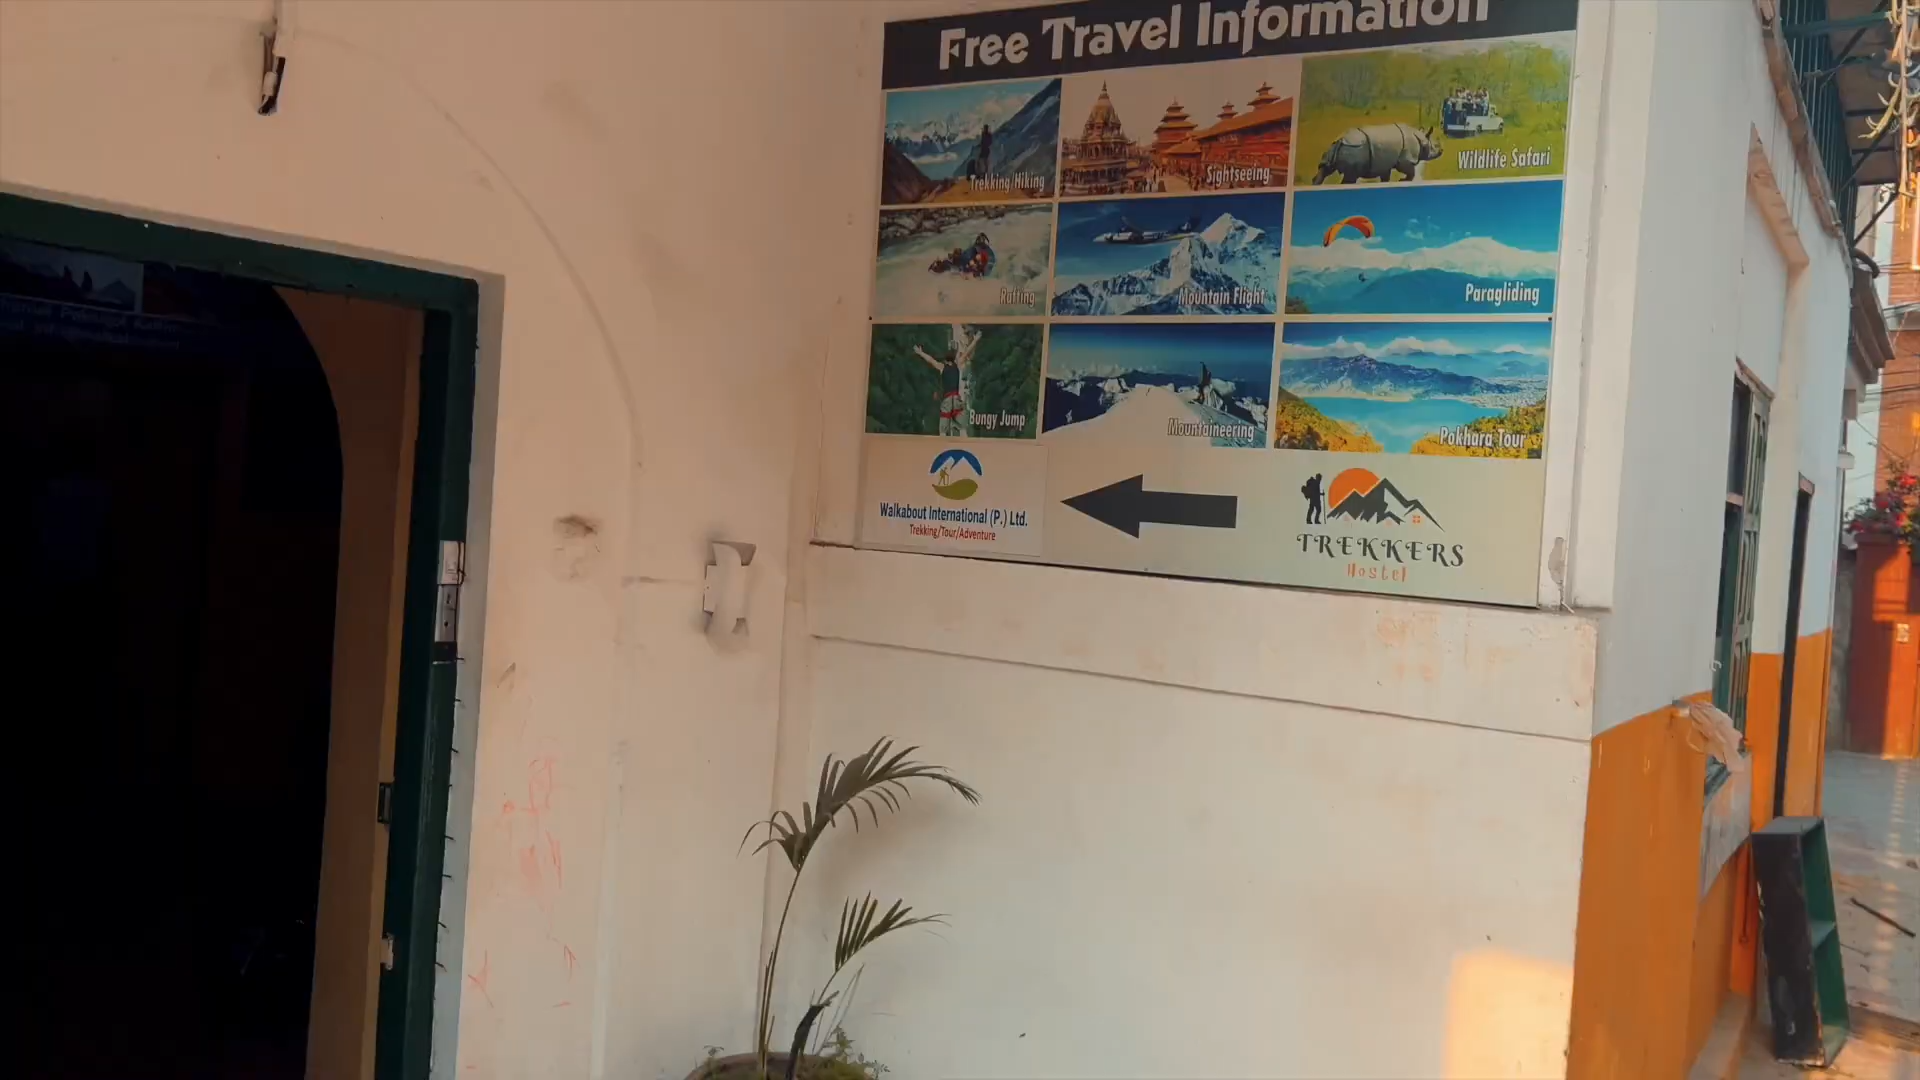 Free Travel Information
Trekking/Hiking
Sightseeing
Wildlife Safari
Rafting
Mountain Flight
Paragliding
Bungy Jump
Mountaineering
Pokhara Tour
Walkabout International (P.) Ltd.
Trekking/Tour/Adventure
TREKKERS
Hostel